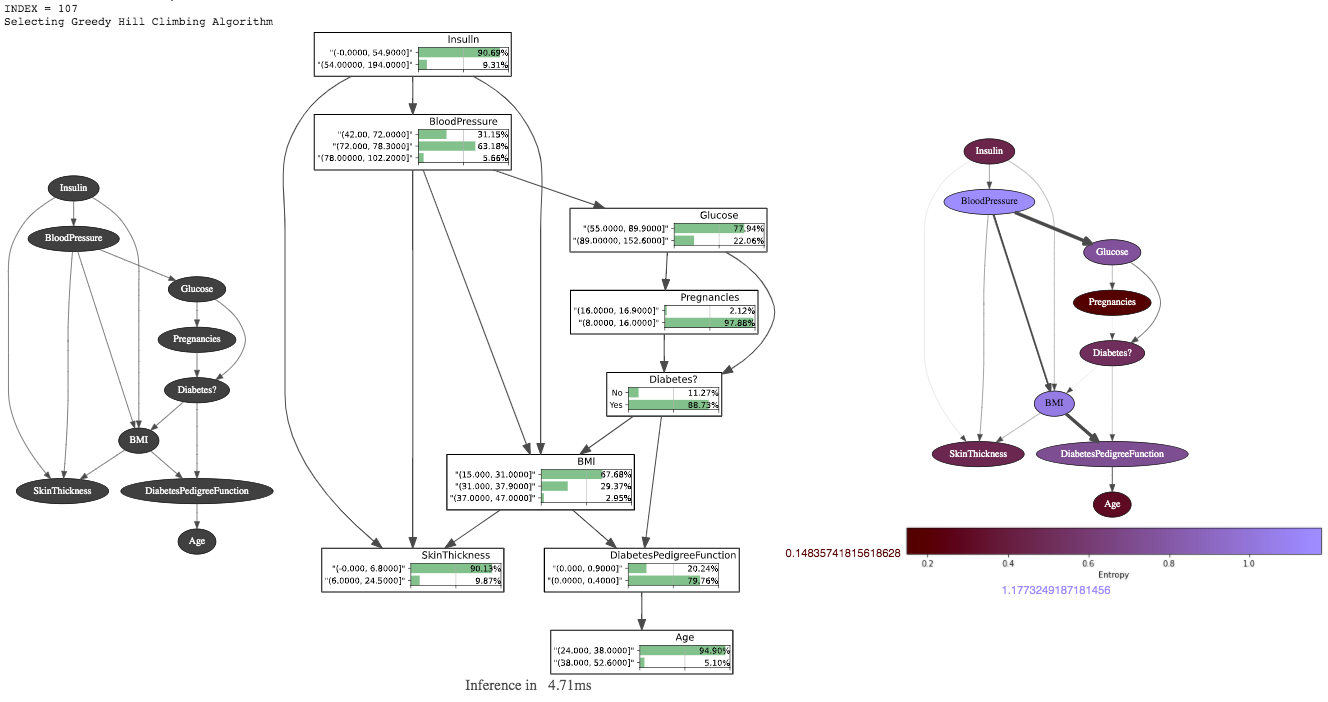 INDEX = 107
Selecting Greedy Hill Climbing Algorithm
Insulin
BloodPressure
Glucose
Pregnancies
Diabetes?
BMI
SkinThickness
DiabetesPedigreeFunction
Age
Insulin
"(-0.0000, 54.9000]" 90.69%
"(54.00000, 194.0000]" 9.31%
BloodPressure
"(42.00, 72.0000]" 31.15%
"(72.000, 78.3000]" 63.18%
"(78.00000, 102.2000]" 5.66%
Glucose
"(55.0000, 89.9000]" 77.94%
"(89.00000, 152.6000]" 22.06%
Pregnancies
"(16.0000, 16.9000]" 2.12%
"(8.0000, 16.0000]" 97.88%
Diabetes?
No 11.27%
Yes 88.73%
BMI
"(15.000, 31.0000]" 67.68%
"(31.000, 37.9000]" 29.37%
"(37.0000, 47.0000]" 2.95%
SkinThickness
"(-0.000, 6.8000]" 90.13%
"(6.0000, 24.5000]" 9.87%
DiabetesPedigreeFunction
"(0.000, 0.9000]" 20.24%
"(0.0000, 0.4000]" 79.76%
Age
"(24.000, 38.0000]" 94.90%
"(38.000, 52.6000]" 5.10%
Inference in 4.71ms
Insulin
BloodPressure
Glucose
Pregnancies
Diabetes?
BMI
SkinThickness
DiabetesPedigreeFunction
Age
0.14835741815618628
0.2 0.4 0.6 0.8 1.0
Entropy
1.1773249187181456